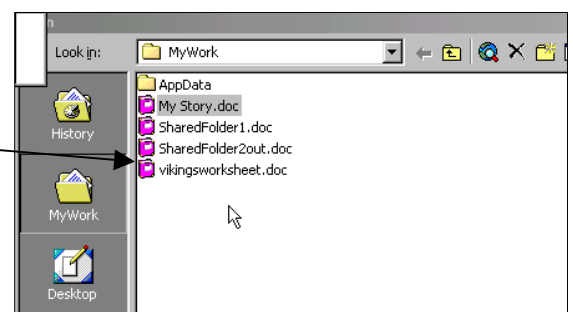 n
Look in: MyWork
AppData
My Story.doc
SharedFolder1.doc
SharedFolder2out.doc
vikingsworksheet.doc
History
MyWork
Desktop